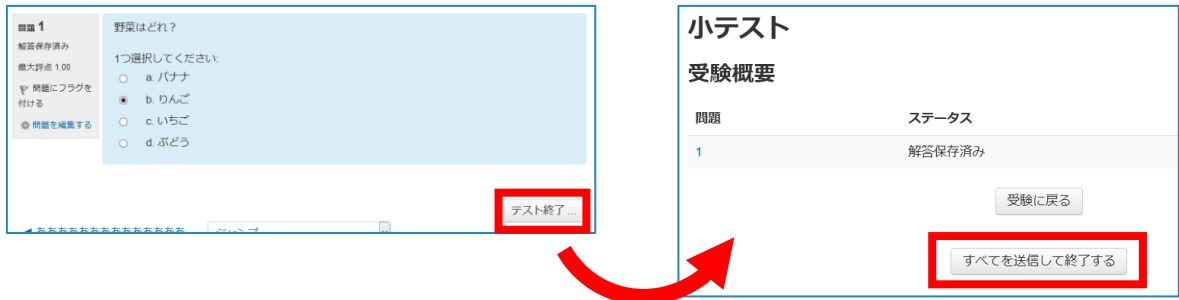 問題 1
解答保存済み
最大評点 1.00
問題にフラグを
付ける
問題を編集する
野菜はどれ？
1つ選択してください:
a. バナナ
b. りんご
c. いちご
d. ぶどう
テスト終了 ...
小テスト
受験概要
問題 ステータス
1 解答保存済み
受験に戻る
すべてを送信して終了する